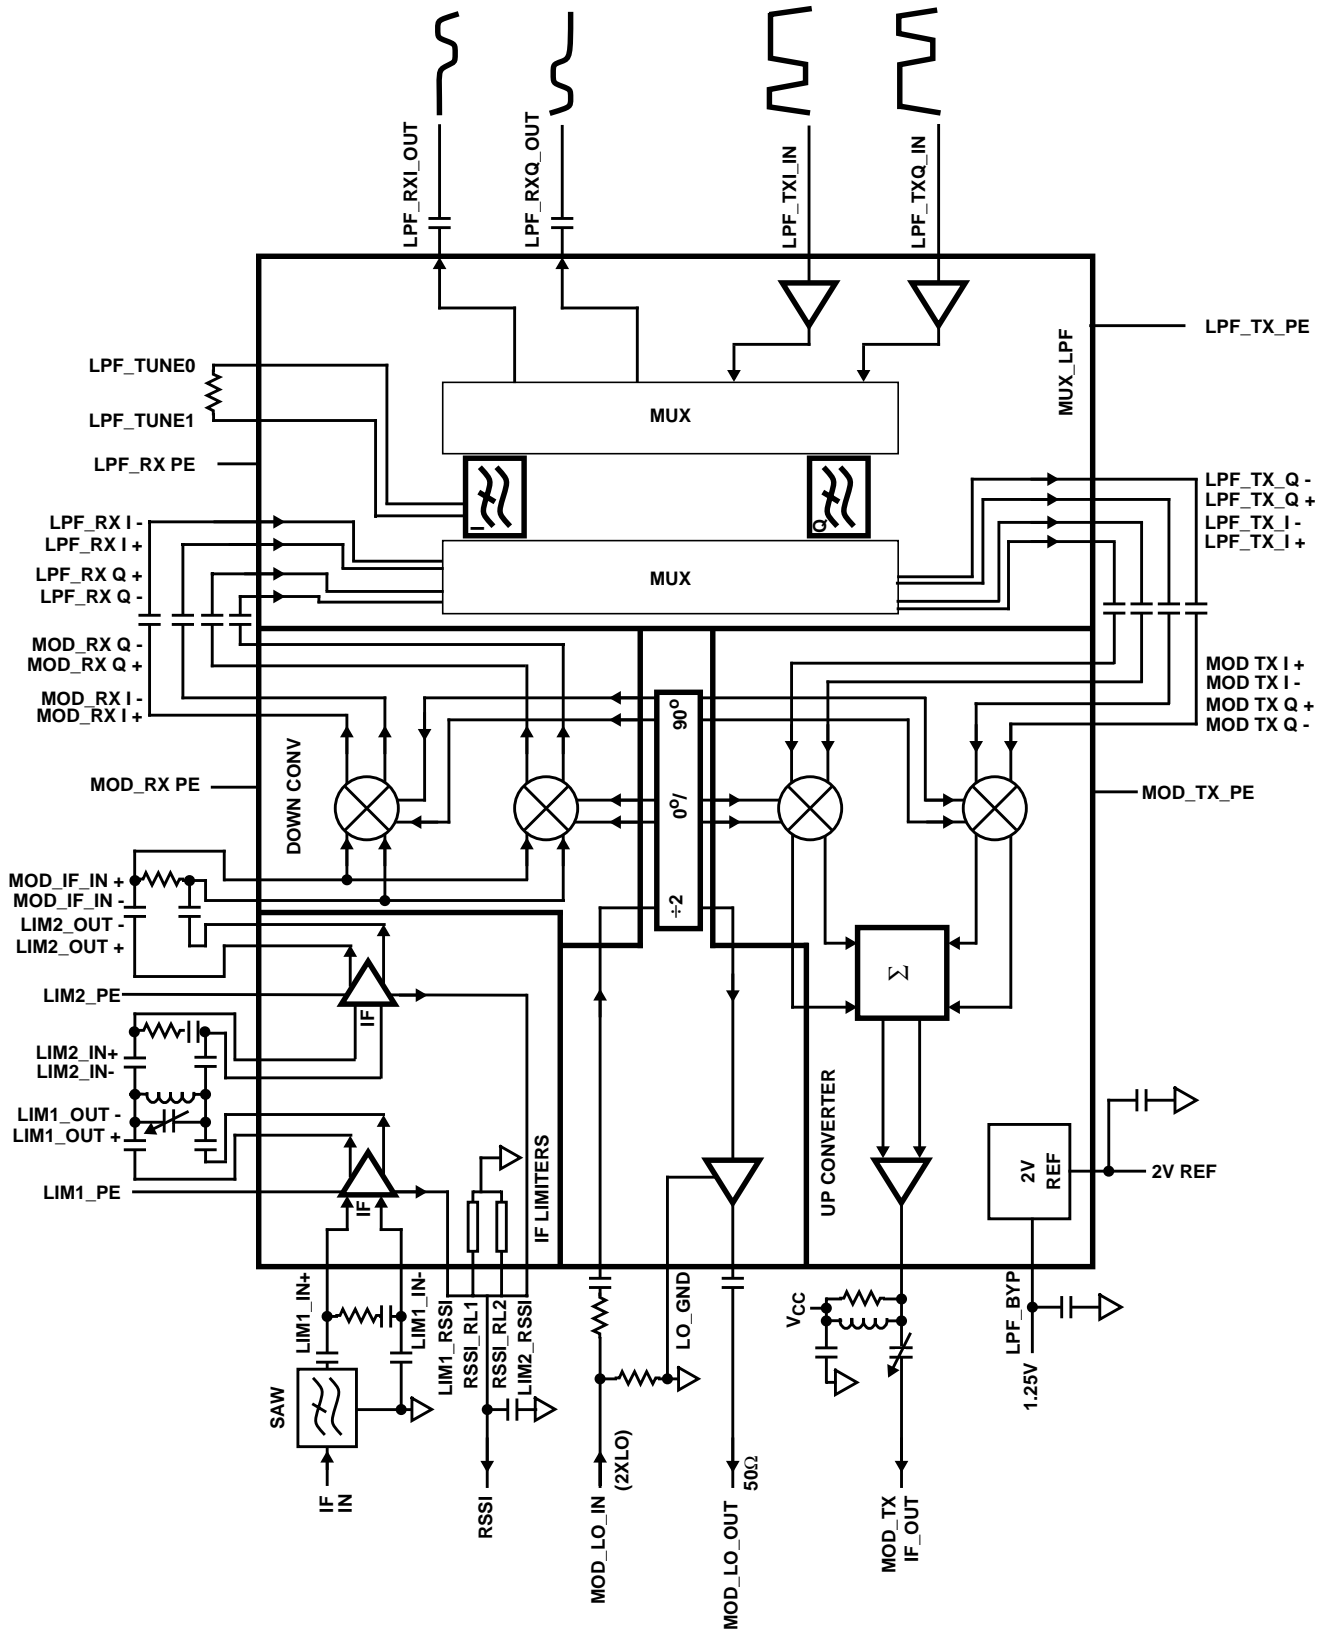 LPF_RXI_OUT
LPF_RXQ_OUT
LPF_TXI_IN
LPF_TXQ_IN
LPF_TUNE0
LPF_TUNE1
LPF_RX PE
LPF_RX I -
LPF_RX I +
LPF_RX Q +
LPF_RX Q -
MOD_RX Q -
MOD_RX Q +
MOD_RX I -
MOD_RX I +
MOD_RX PE
MOD_IF_IN +
MOD_IF_IN -
LIM2_OUT -
LIM2_OUT +
LIM2_PE
LIM2_IN+
LIM2_IN-
LIM1_OUT -
LIM1_OUT +
LIM1_PE
MUX
I
Q
MUX
MUX_LPF
DOWN CONV
÷2
0°/
90°
Σ
IF
IF
IF LIMITERS
UP CONVERTER
2V
REF
LPF_TX_PE
LPF_TX_Q -
LPF_TX_Q +
LPF_TX_I -
LPF_TX_I +
MOD TX I +
MOD TX I -
MOD TX Q +
MOD TX Q -
MOD_TX_PE
2V REF
LIM1_IN+
LIM1_IN-
LIM1_RSSI
RSSI_RL1
RSSI_RL2
LIM2_RSSI
LO_GND
VCC
LPF_BYP
1.25V
SAW
IF
IN
RSSI
MOD_LO_IN
(2XLO)
MOD_LO_OUT
50Ω
MOD_TX
IF_OUT